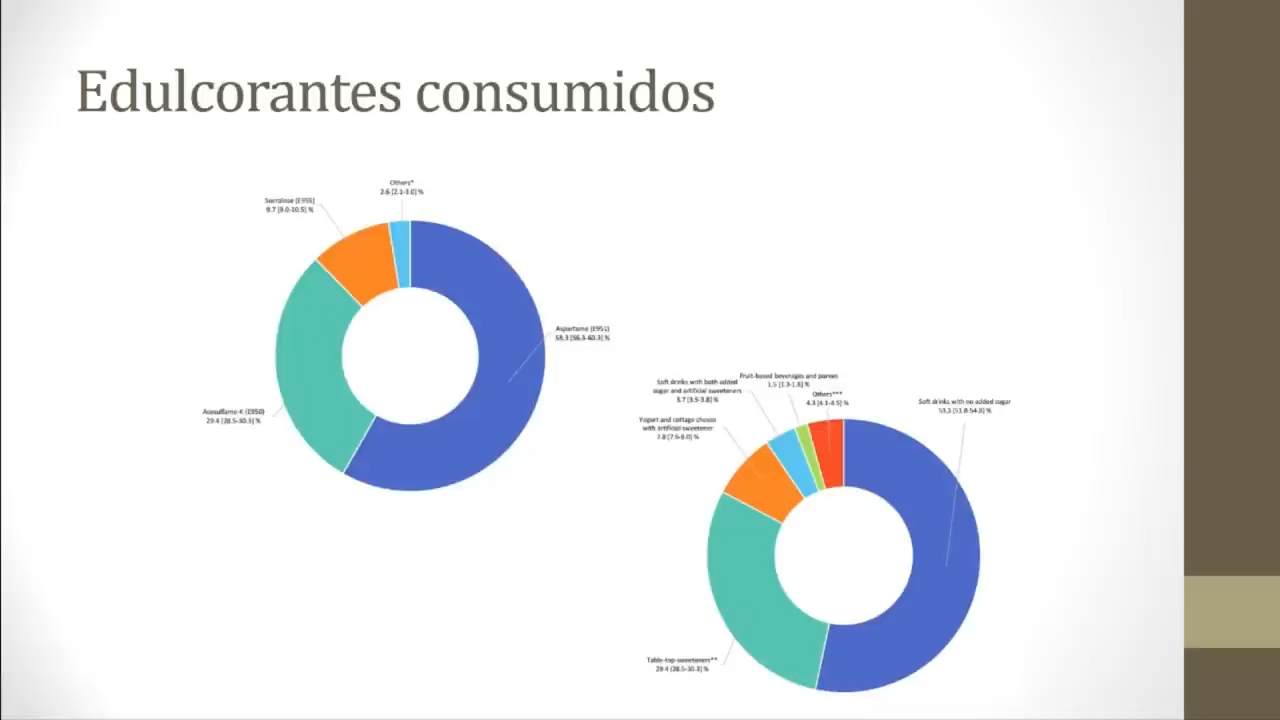 Edulcorantes consumidos
Others*
2.6 [2.1-3.0] %
Sucralose (E955)
9.7 [9.0-10.5] %
Aspartame (E951)
58.3 [56.3-60.3] %
Acesulfame-K (E950)
29.4 [28.5-30.3] %
Fruit-based beverages and purees
1.5 [1.3-1.8] %
Soft drinks with both added
sugar and artificial sweeteners
3.7 [3.5-3.8] %
Others***
4.3 [4.1-4.5] %
Soft drinks with no added sugar
53.3 [51.8-54.8] %
Yogurt and cottage cheese
with artificial sweetener
7.8 [7.6-8.0] %
Table-top-sweeteners**
29.4 [28.5-30.3] %